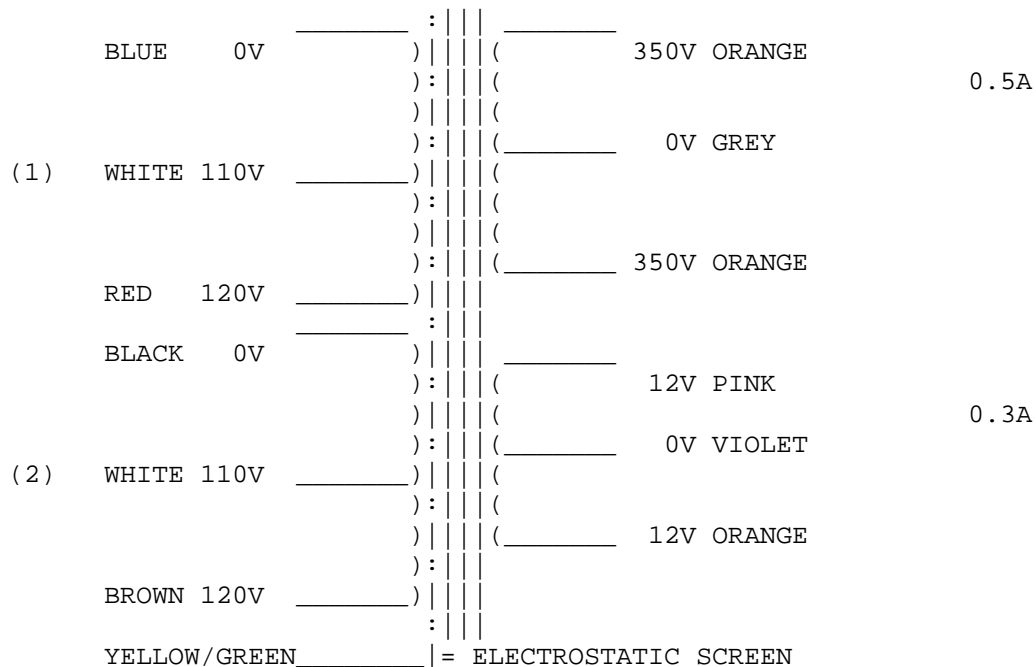 BLUE 0V 350V ORANGE
0.5A
0V GREY
(1) WHITE 110V
350V ORANGE
RED 120V
BLACK 0V
12V PINK
0.3A
0V VIOLET
(2) WHITE 110V
12V ORANGE
BROWN 120V
YELLOW/GREEN = ELECTROSTATIC SCREEN